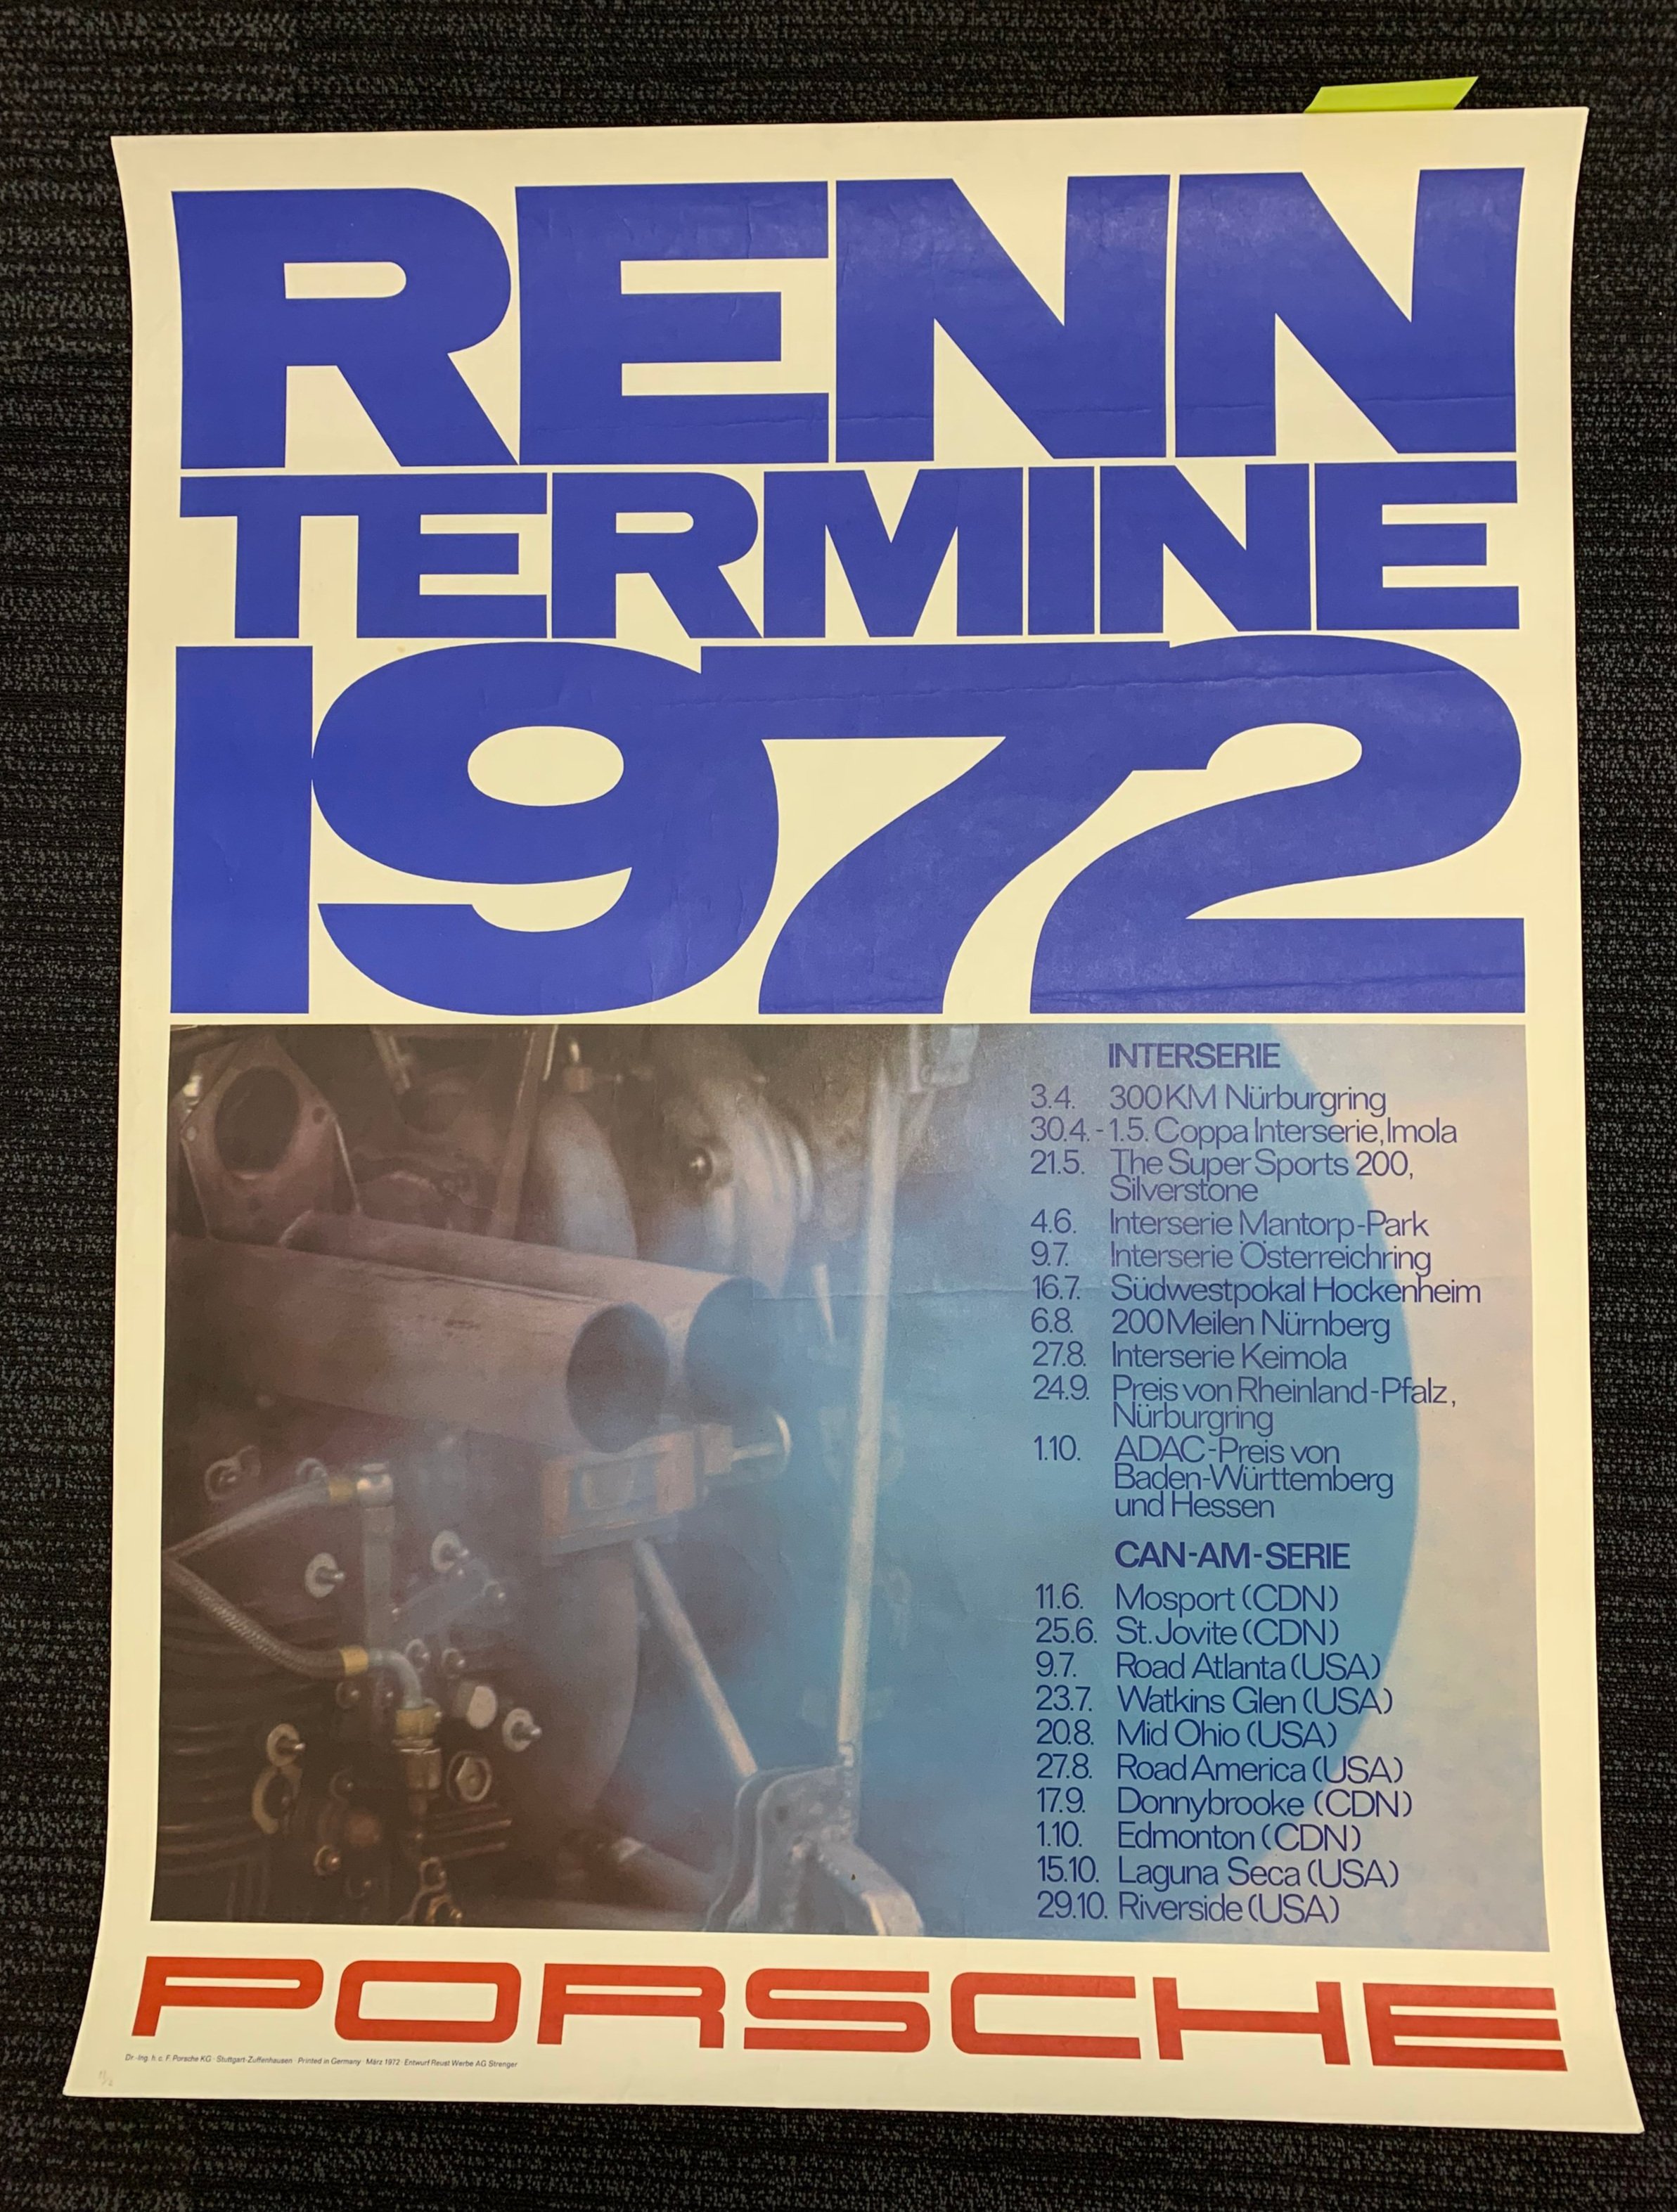 RENN
TERMINE
1972
INTERSERIE
3.4. 300KM Nürburgring
30.4.-1.5. Coppa Interserie, Imola
21.5. The Super Sports 200,
Silverstone
4.6. Interserie Mantorp-Park
9.7. Interserie Österreichring
16.7. Südwestpokal Hockenheim
6.8. 200 Meilen Nürnberg
27.8. Interserie Keimola
24.9. Preis von Rheinland-Pfalz,
Nürburgring
1.10. ADAC-Preis von
Baden-Württemberg
und Hessen
CAN-AM-SERIE
11.6. Mosport (CDN)
25.6. St. Jovite (CDN)
9.7. Road Atlanta (USA)
23.7. Watkins Glen (USA)
20.8. Mid Ohio (USA)
27.8. Road America (USA)
17.9. Donnybrooke (CDN)
1.10. Edmonton (CDN)
15.10. Laguna Seca (USA)
29.10. Riverside (USA)
PORSCHE
Dr.-Ing. h. c. F. Porsche KG · Stuttgart-Zuffenhausen · Printed in Germany · März 1972 · Entwurf Reust Werbe AG Strenger